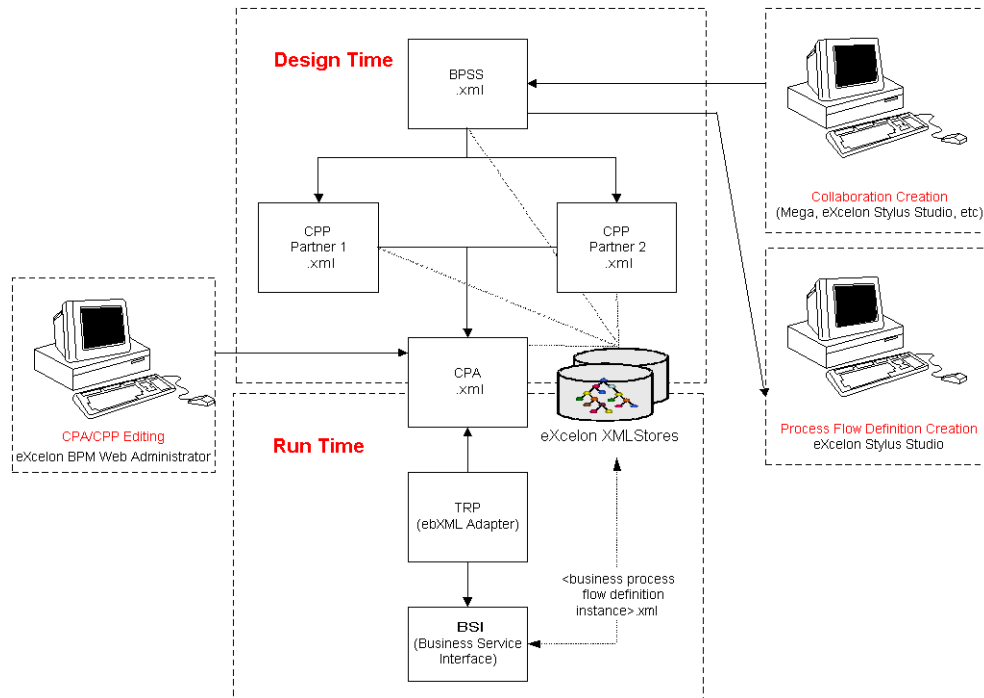 Design Time
BPSS
.xml
Collaboration Creation
(Mega, eXcelon Stylus Studio, etc)
CPP
Partner 1
.xml
CPP
Partner 2
.xml
CPA
.xml
eXcelon XMLStores
CPA/CPP Editing
eXcelon BPM Web Administrator
Process Flow Definition Creation
eXcelon Stylus Studio
Run Time
TRP
(ebXML Adapter)
<business process
flow definition
instance>.xml
BSI
(Business Service
Interface)